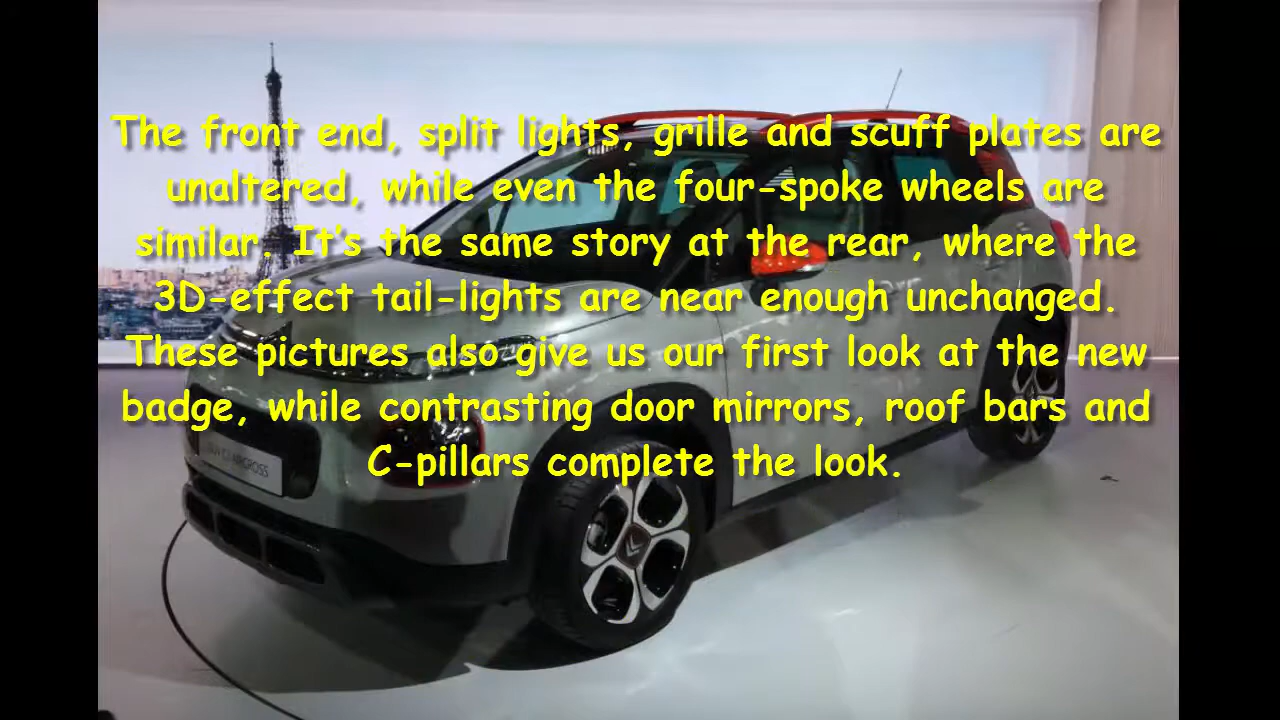 The front end, split lights, grille and scuff plates are
unaltered, while even the four-spoke wheels are
similar. It's the same story at the rear, where the
3D-effect tail-lights are near enough unchanged.
These pictures also give us our first look at the new
badge, while contrasting door mirrors, roof bars and
C-pillars complete the look.
AIRCROSS